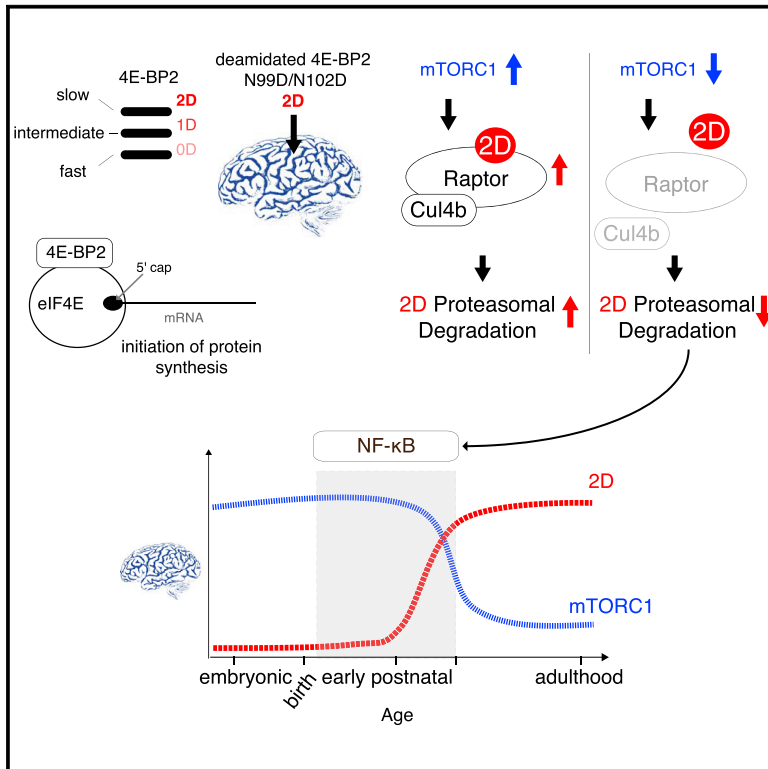 4E-BP2
slow
intermediate
fast
2D
1D
0D
deamidated 4E-BP2
N99D/N102D
2D
mTORC1
2D
Raptor
Cul4b
2D Proteasomal
Degradation
mTORC1
2D
Raptor
Cul4b
2D Proteasomal
Degradation
4E-BP2
5' cap
eIF4E
mRNA
initiation of protein
synthesis
NF-κB
2D
mTORC1
embryonic
birth
early postnatal
adulthood
Age